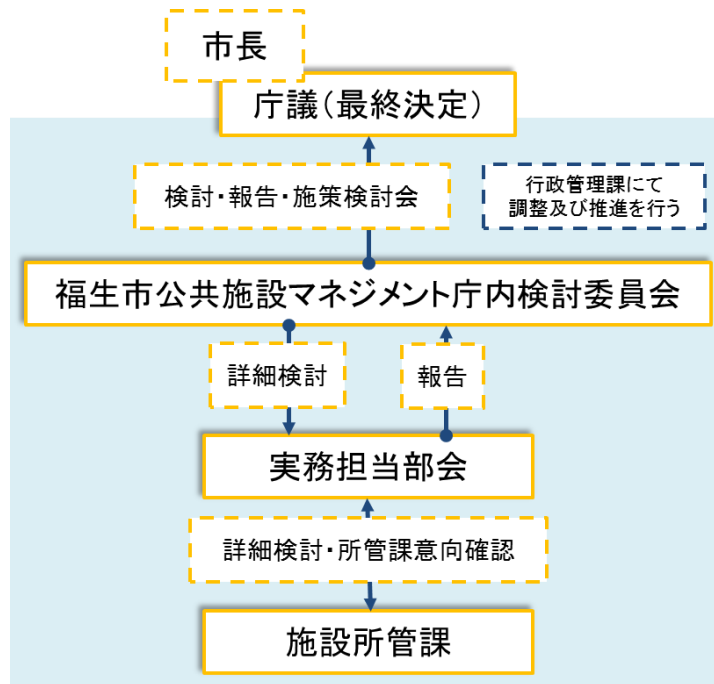 市長
庁議（最終決定）
検討・報告・施策検討会
行政管理課にて
調整及び推進を行う
福生市公共施設マネジメント庁内検討委員会
詳細検討
報告
実務担当部会
詳細検討・所管課意向確認
施設所管課